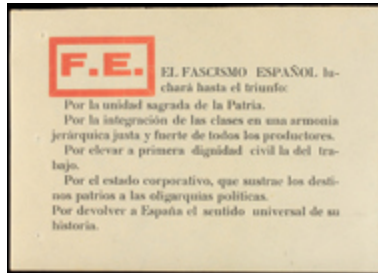 F.E.
EL FASCISMO ESPAÑOL lu-
chará hasta el triunfo:
Por la unidad sagrada de la Patria.
Por la integración de las clases en una armonia
jerárquica justa y fuerte de todos los productores.
Por elevar a primera dignidad civil la del tra-
bajo.
Por el estado corporativo, que sustrae los desti-
nos patrios a las oligarquias políticas.
Por devolver a España el sentido universal de su
historia.